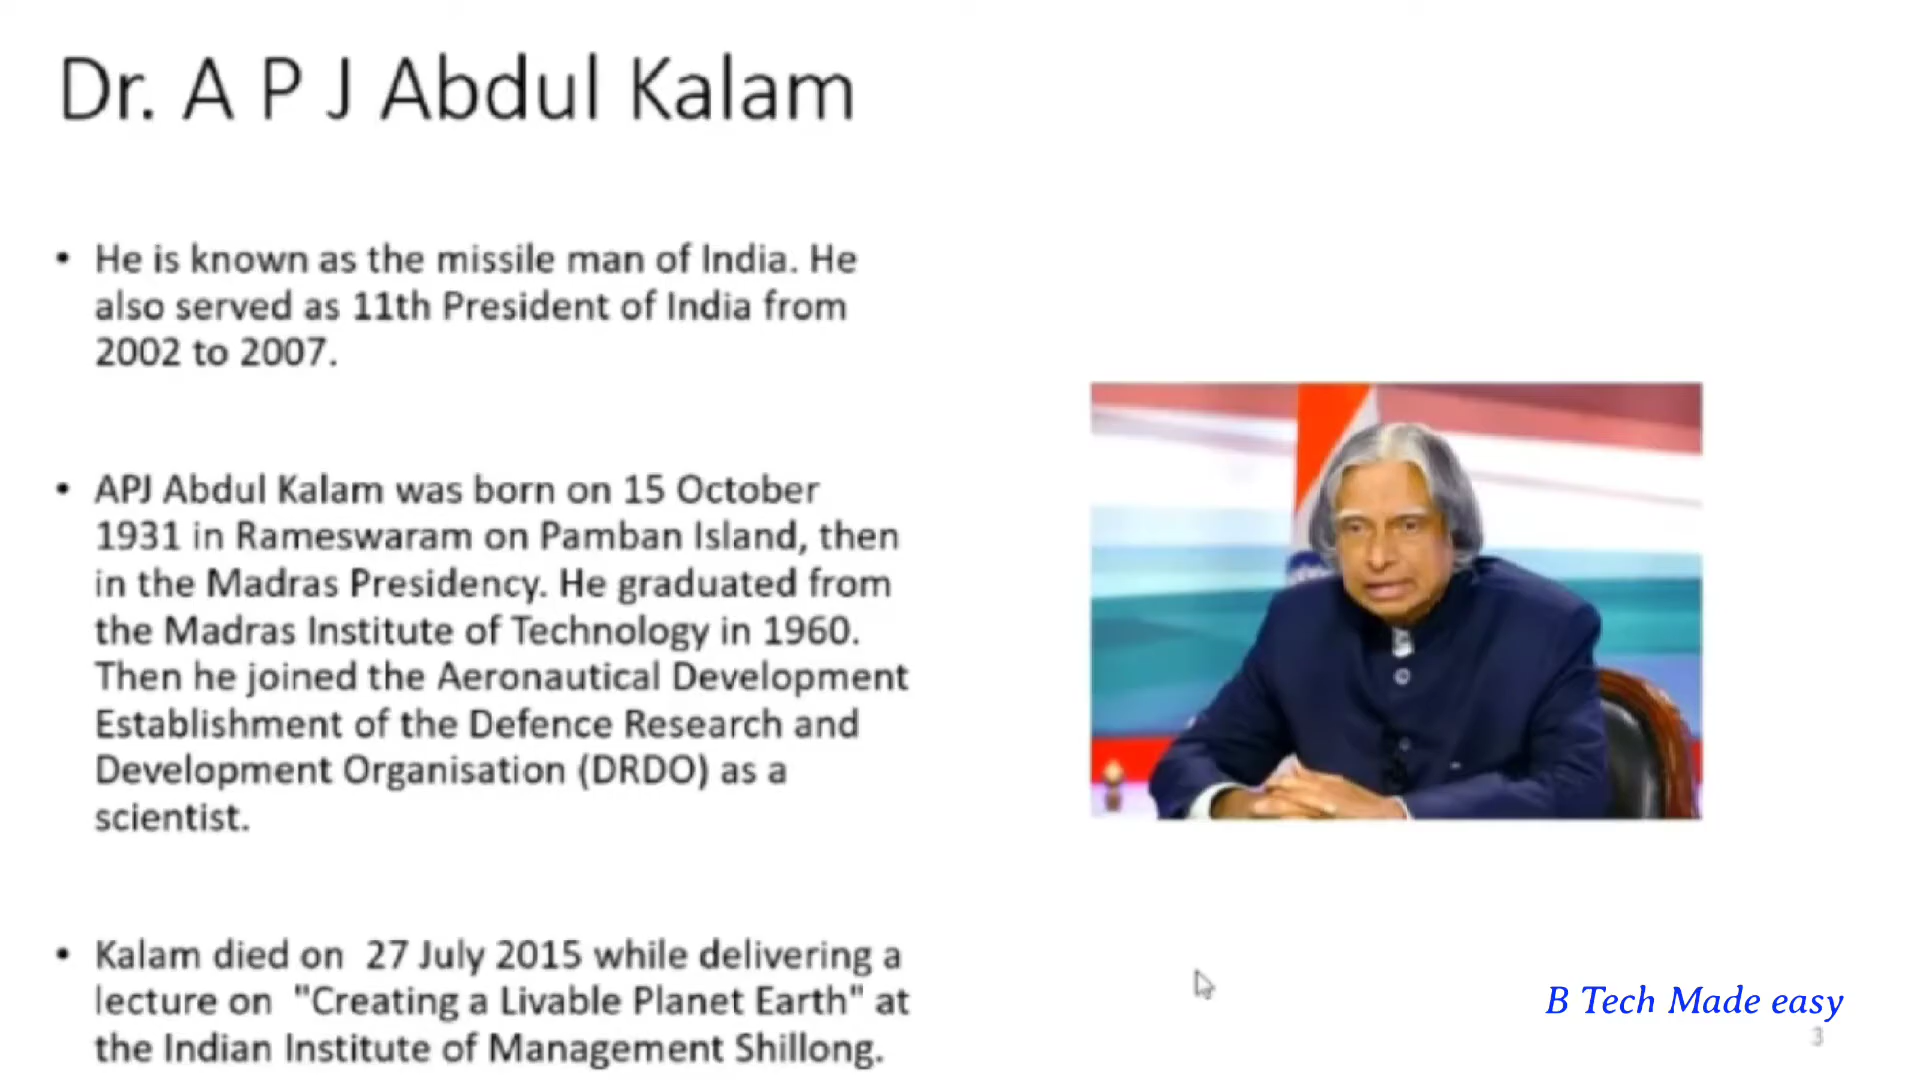 Dr. A P J Abdul Kalam
• He is known as the missile man of India. He
also served as 11th President of India from
2002 to 2007.
• APJ Abdul Kalam was born on 15 October
1931 in Rameswaram on Pamban Island, then
in the Madras Presidency. He graduated from
the Madras Institute of Technology in 1960.
Then he joined the Aeronautical Development
Establishment of the Defence Research and
Development Organisation (DRDO) as a
scientist.
• Kalam died on  27 July 2015 while delivering a
lecture on  "Creating a Livable Planet Earth" at
the Indian Institute of Management Shillong.
B Tech Made easy
3